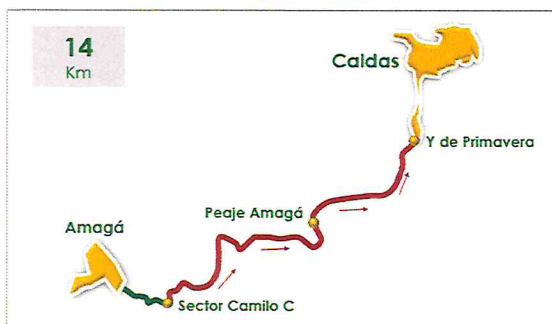 14
Km
Caldas
Y de Primavera
Peaje Amagá
Amagá
Sector Camilo C